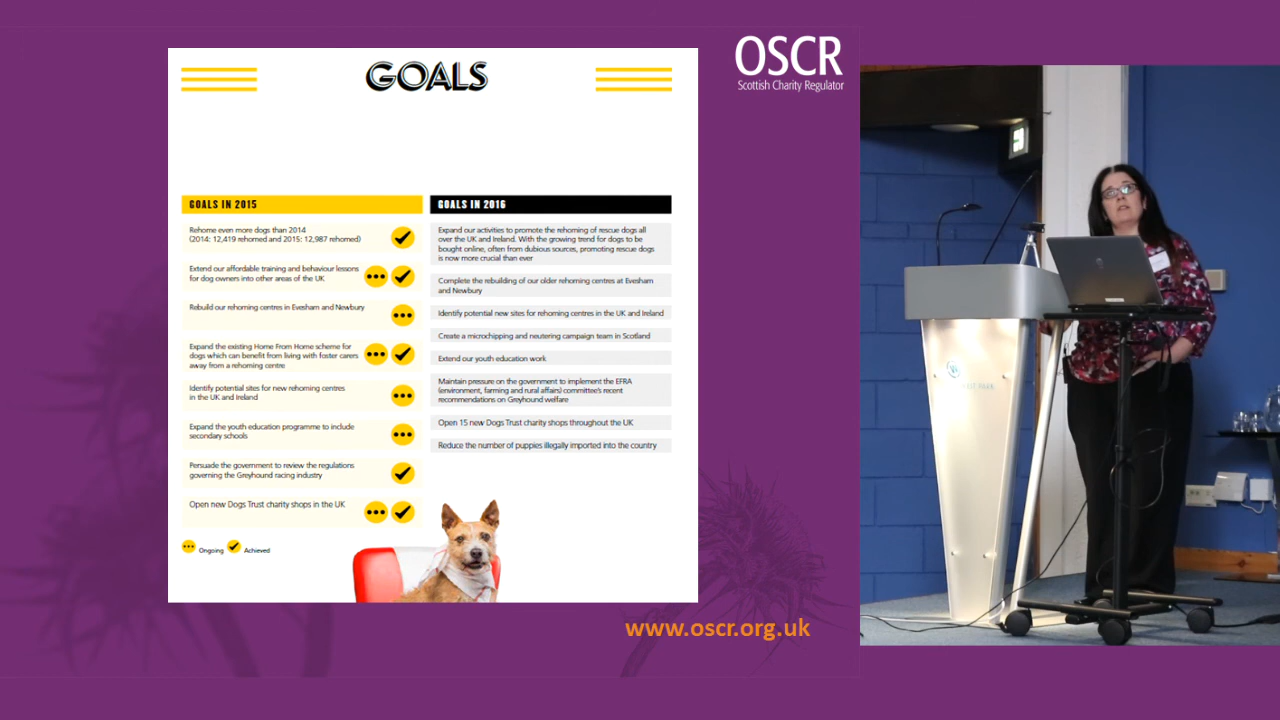 GOALS
OSCR
Scottish Charity Regulator
GOALS IN 2015
Rehome even more dogs than 2014
(2014: 12,419 rehomed and 2015: 12,987 rehomed)
Extend our affordable training and behaviour lessons
for dog owners into other areas of the UK
Rebuild our rehoming centres in Evesham and Newbury
Expand the existing Home From Home scheme for
dogs which can benefit from living with foster carers
away from a rehoming centre
Identify potential sites for new rehoming centres
in the UK and Ireland
Expand the youth education programme to include
secondary schools
Persuade the government to review the regulations
governing the Greyhound racing industry
Open new Dogs Trust charity shops in the UK
Ongoing
Achieved
GOALS IN 2016
Expand our activities to promote the rehoming of rescue dogs all
over the UK and Ireland. With the growing trend for dogs to be
bought online, often from dubious sources, promoting rescue dogs
is now more crucial than ever
Complete the rebuilding of our older rehoming centres at Evesham
and Newbury
Identify potential new sites for rehoming centres in the UK and Ireland
Create a microchipping and neutering campaign team in Scotland
Extend our youth education work
Maintain pressure on the government to implement the EFRA
(environment, farming and rural affairs) committee's recent
recommendations on Greyhound welfare
Open 15 new Dogs Trust charity shops throughout the UK
Reduce the number of puppies illegally imported into the country
www.oscr.org.uk